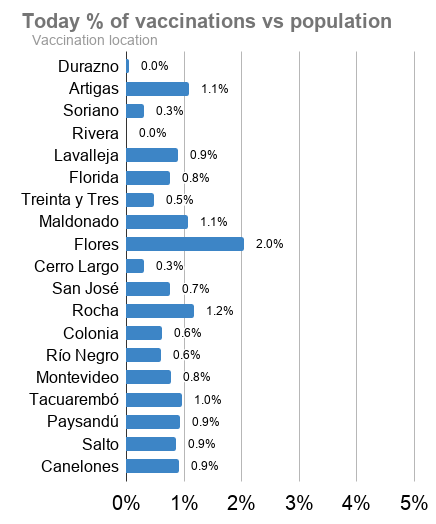 Today % of vaccinations vs population
Vaccination location
Durazno 0.0%
Artigas 1.1%
Soriano 0.3%
Rivera 0.0%
Lavalleja 0.9%
Florida 0.8%
Treinta y Tres 0.5%
Maldonado 1.1%
Flores 2.0%
Cerro Largo 0.3%
San José 0.7%
Rocha 1.2%
Colonia 0.6%
Río Negro 0.6%
Montevideo 0.8%
Tacuarembó 1.0%
Paysandú 0.9%
Salto 0.9%
Canelones 0.9%
0% 1% 2% 3% 4% 5%